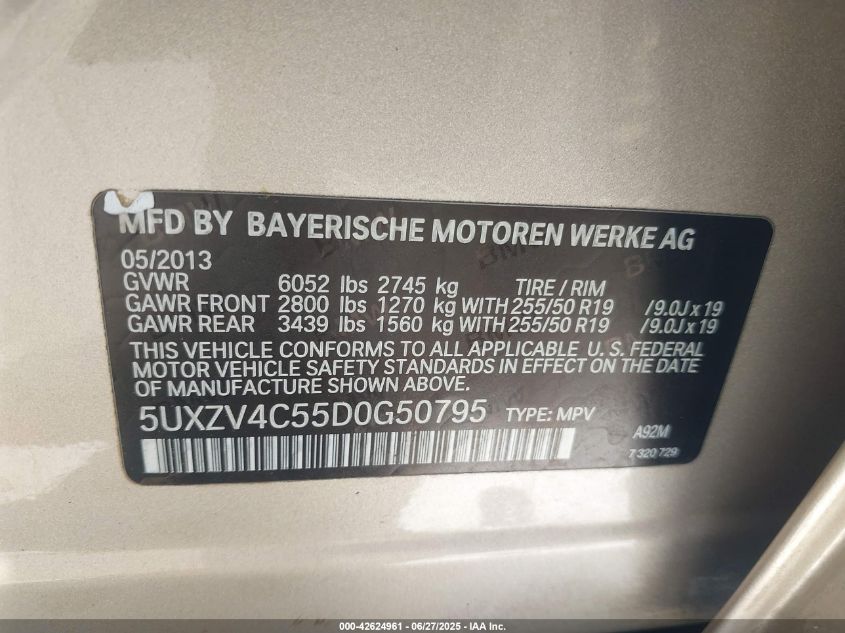 MFD BY BAYERISCHE MOTOREN WERKE AG
05/2013
GVWR 6052 lbs 2745 kg TIRE / RIM
GAWR FRONT 2800 lbs 1270 kg WITH 255/50 R19 /9.0J x 19
GAWR REAR 3439 lbs 1560 kg WITH 255/50 R19 /9.0J x 19
THIS VEHICLE CONFORMS TO ALL APPLICABLE U. S. FEDERAL
MOTOR VEHICLE SAFETY STANDARDS IN EFFECT ON THE DATE
OF MANUFACTURE SHOWN ABOVE.
5UXZV4C55D0G50795 TYPE: MPV
A92M
7 320 729
000-42624961 - 06/27/2025 - IAA Inc.